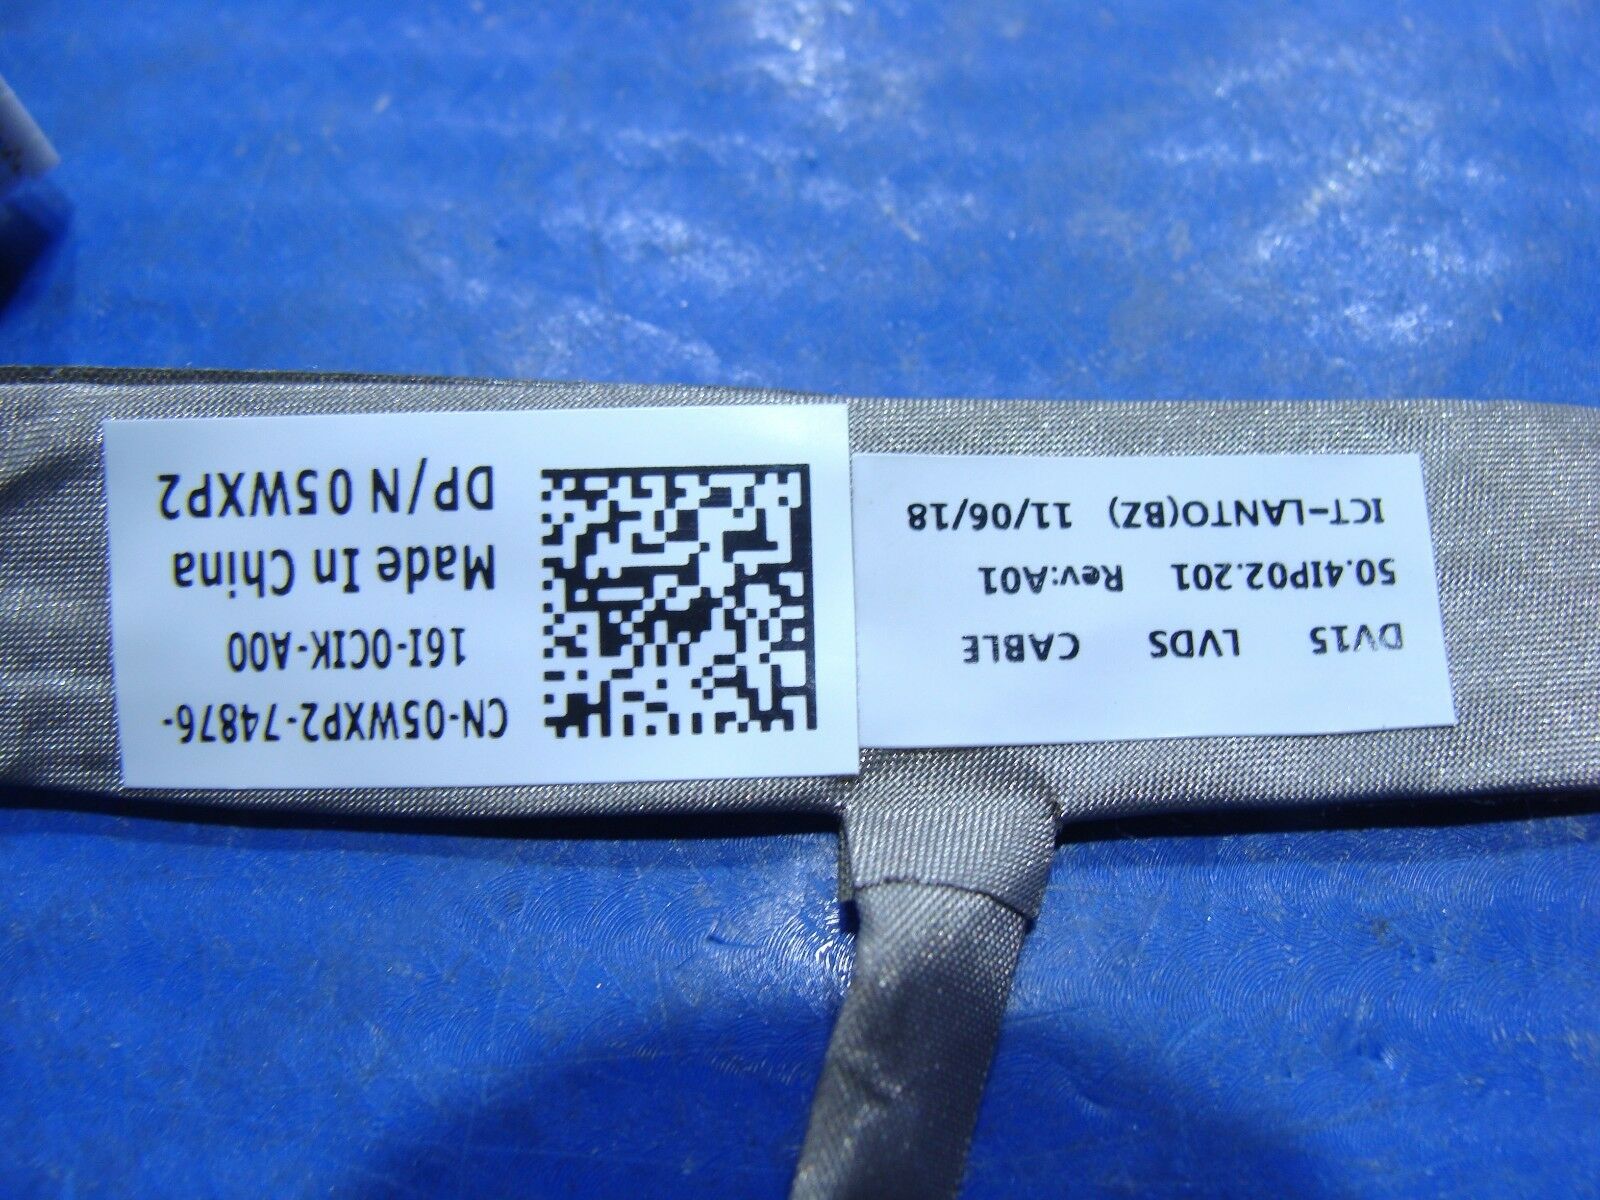 DV15 LVDS CABLE
50.4IP02.201 Rev:A01
ICT-LANTO(BZ) 11/06/18
CN-05WXP2-74876-
16I-0CIK-A00
Made In China
DP/N 05WXP2